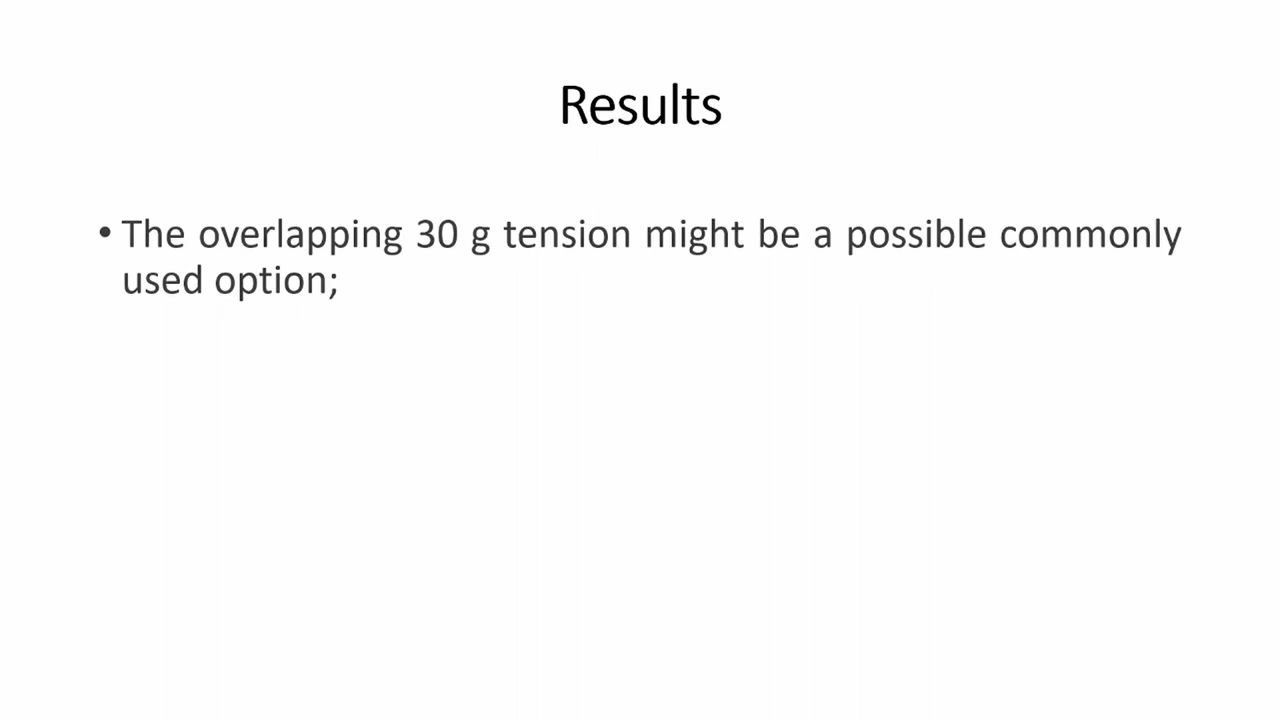 Results
• The overlapping 30 g tension might be a possible commonly
used option;